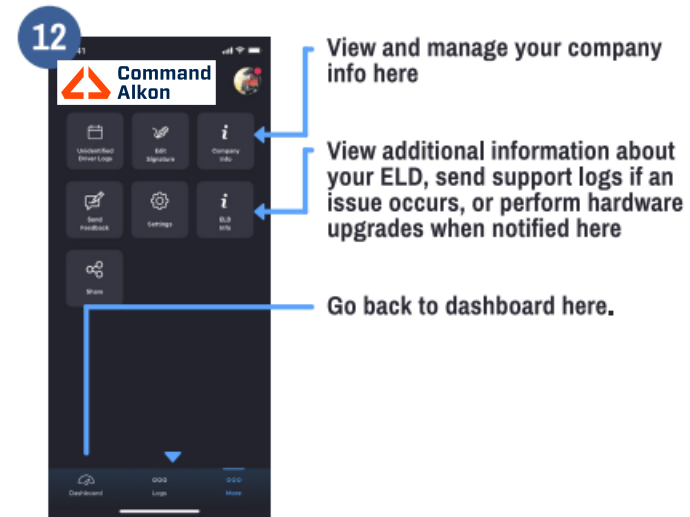 12
41
Command
Alkon
Unidentified
Driver Logs
Edit
Signature
Company
Info
Send
Feedback
Settings
ELD
Info
Share
Dashboard
Logs
More
View and manage your company
info here
View additional information about
your ELD, send support logs if an
issue occurs, or perform hardware
upgrades when notified here
Go back to dashboard here.